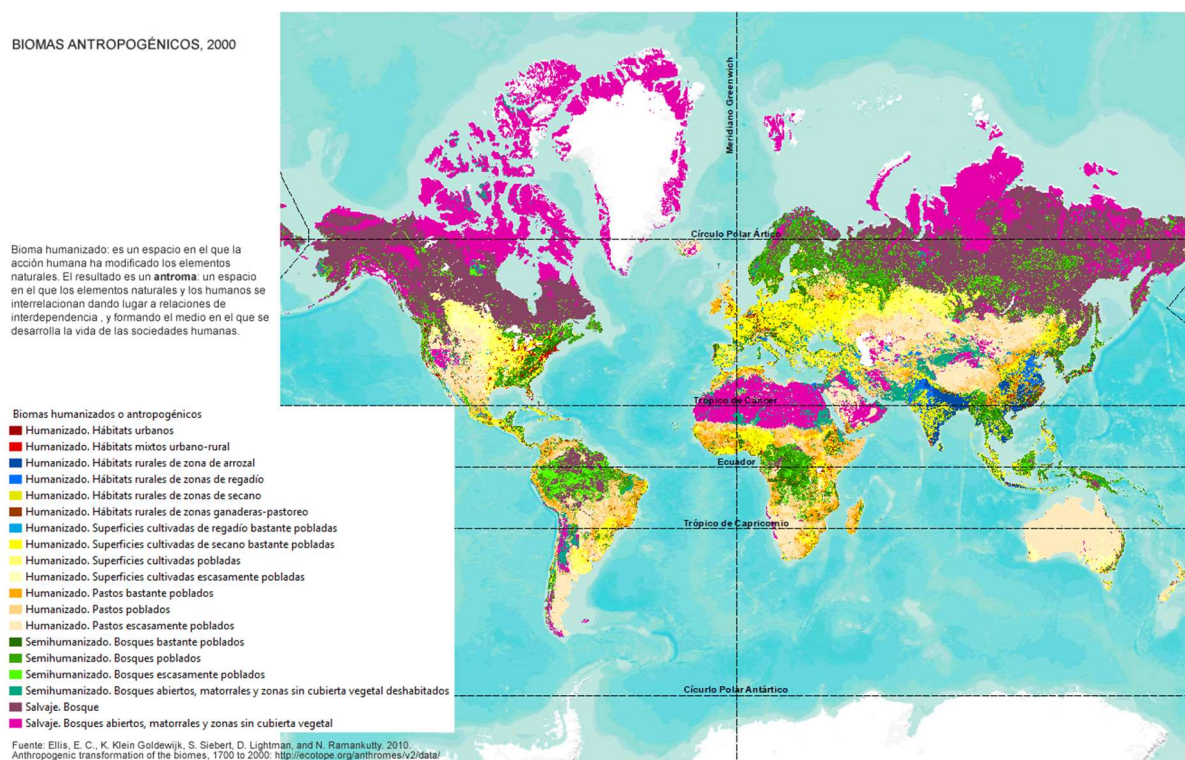 BIOMAS ANTROPOGÉNICOS, 2000
Meridiano Greenwich
Círculo Polar Ártico
Bioma humanizado: es un espacio en el que la
acción humana ha modificado los elementos
naturales. El resultado es un antroma: un espacio
en el que los elementos naturales y los humanos se
interrelacionan dando lugar a relaciones de
interdependencia , y formando el medio en el que se
desarrolla la vida de las sociedades humanas.
Trópico de Cáncer
Ecuador
Trópico de Capricornio
Cícurlo Polar Antártico
Biomas humanizados o antropogénicos
Humanizado. Hábitats urbanos
Humanizado. Hábitats mixtos urbano-rural
Humanizado. Hábitats rurales de zona de arrozal
Humanizado. Hábitats rurales de zonas de regadío
Humanizado. Hábitats rurales de zonas de secano
Humanizado. Hábitats rurales de zonas ganaderas-pastoreo
Humanizado. Superficies cultivadas de regadío bastante pobladas
Humanizado. Superficies cultivadas de secano bastante pobladas
Humanizado. Superficies cultivadas pobladas
Humanizado. Superficies cultivadas escasamente pobladas
Humanizado. Pastos bastante poblados
Humanizado. Pastos poblados
Humanizado. Pastos escasamente poblados
Semihumanizado. Bosques bastante poblados
Semihumanizado. Bosques poblados
Semihumanizado. Bosques escasamente poblados
Semihumanizado. Bosques abiertos, matorrales y zonas sin cubierta vegetal deshabitados
Salvaje. Bosque
Salvaje. Bosques abiertos, matorrales y zonas sin cubierta vegetal
Fuente: Ellis, E. C., K. Klein Goldewijk, S. Siebert, D. Lightman, and N. Ramankutty. 2010.
Anthropogenic transformation of the biomes, 1700 to 2000: http://ecotope.org/anthromes/v2/data/